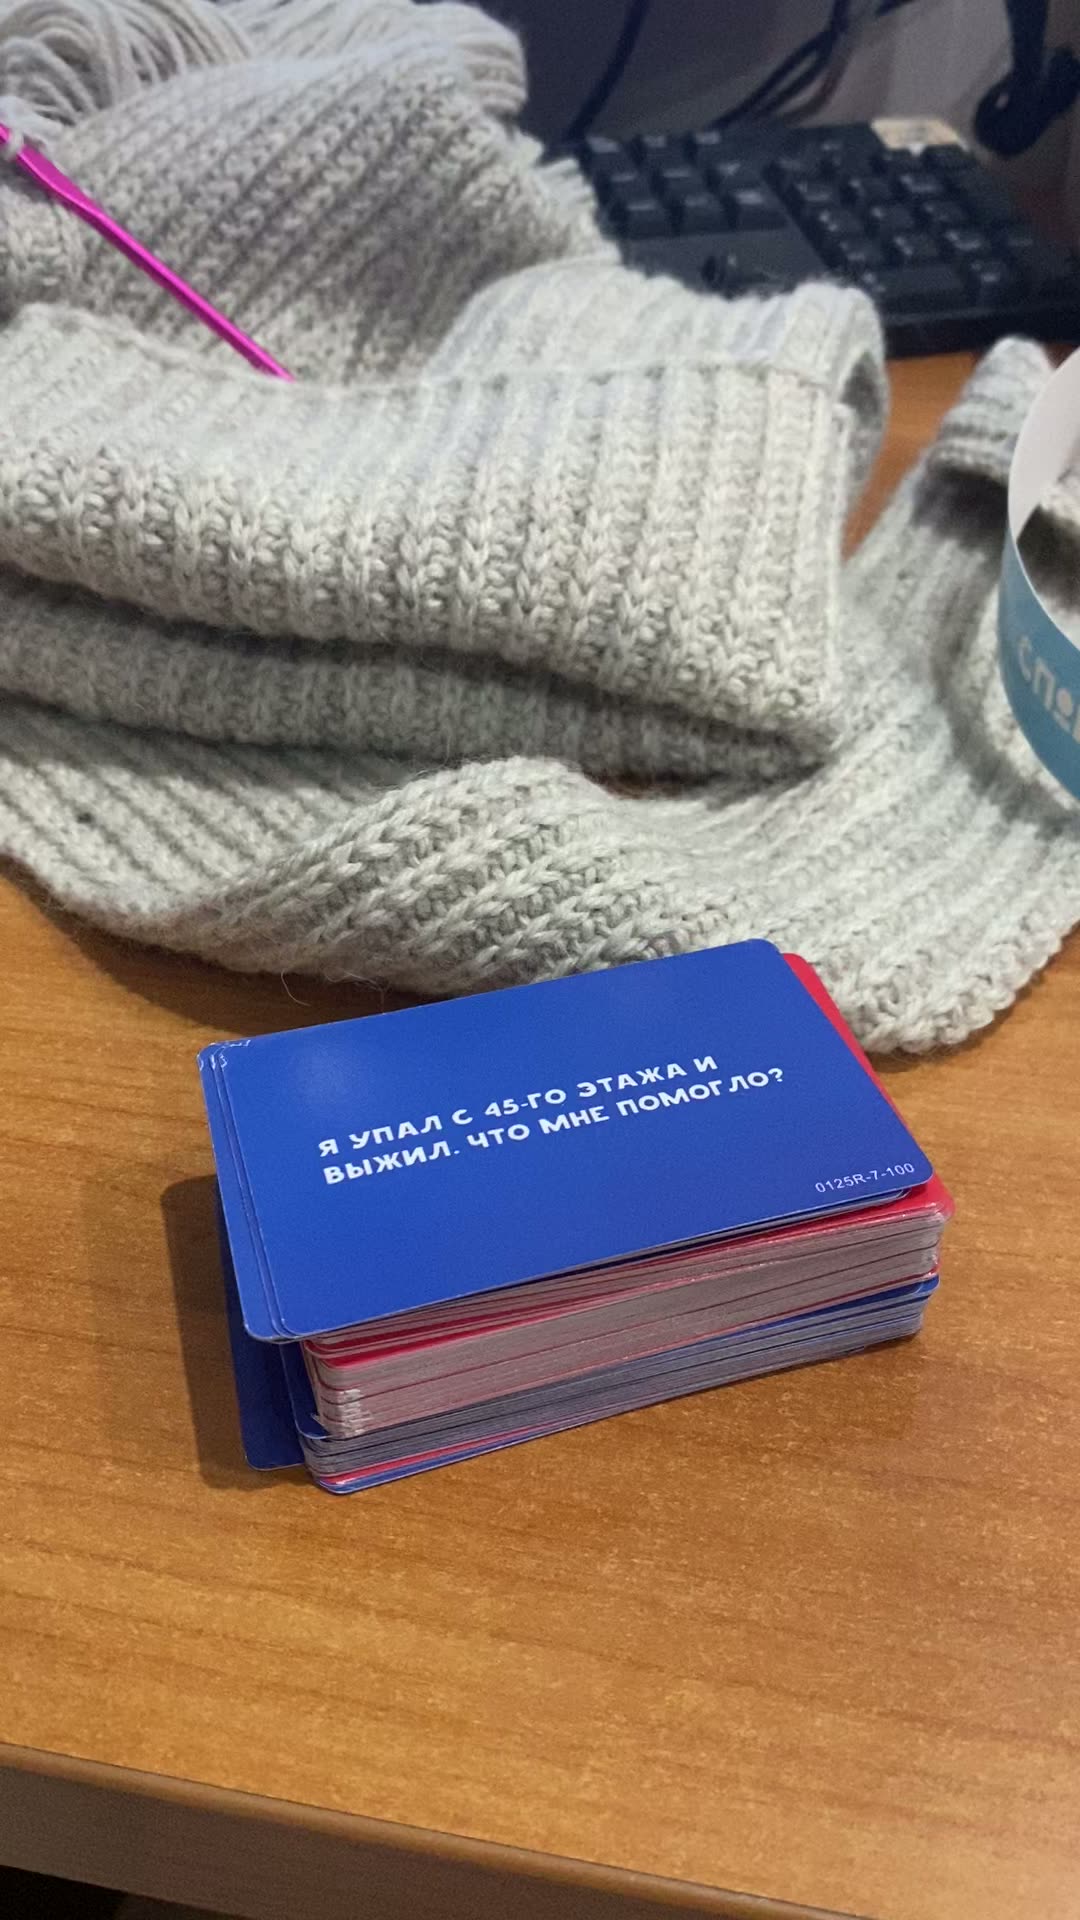 Я УПАЛ С 45-ГО ЭТАЖА И
ВЫЖИЛ. ЧТО МНЕ ПОМОГЛО?
0125R-7-100